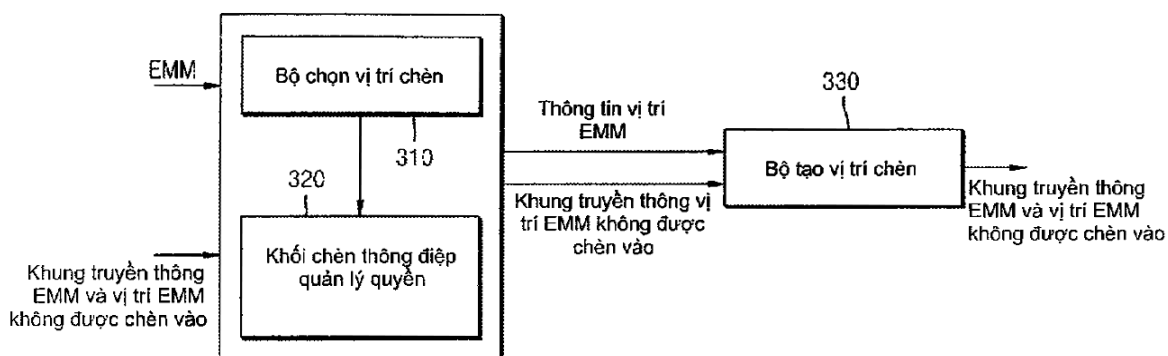 EMM
Bộ chọn vị trí chèn
310
320
Khối chèn thông điệp
quản lý quyền
Khung truyền thông
EMM và vị trí EMM
không được chèn vào
Thông tin vị trí
EMM
Khung truyền thông vị
trí EMM không được
chèn vào
330
Bộ tạo vị trí chèn
Khung truyền thông
EMM và vị trí EMM
không được chèn vào